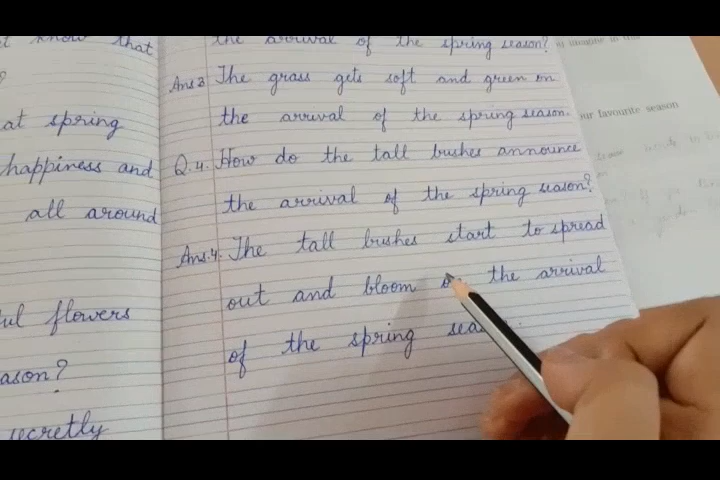 t know that
at spring
happiness and
all around
ful flowers
ason?
secretly
the arrival of the spring season?
Ans 3 The grass gets soft and green on
the arrival of the spring season.
Q.4. How do the tall bushes announce
the arrival of the spring season?
Ans.4. The tall bushes start to spread
out and bloom the arrival
of the spring
our favourite season